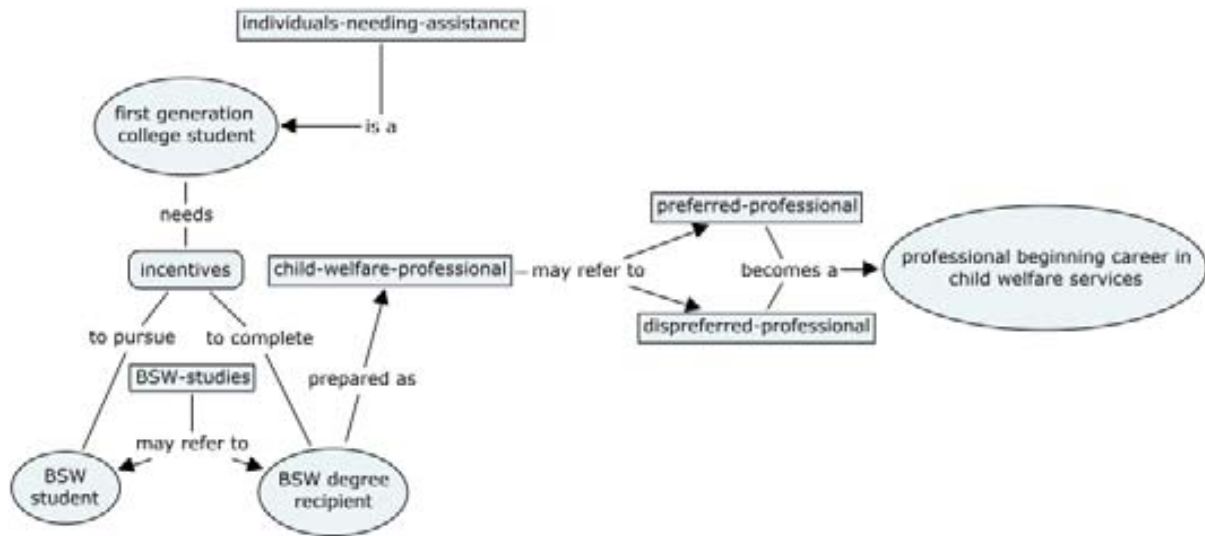 individuals-needing-assistance
first generation
college student
is a
needs
incentives
child-welfare-professional
may refer to
preferred-professional
becomes a
dispreferred-professional
professional beginning career in
child welfare services
to pursue
to complete
BSW-studies
prepared as
may refer to
BSW
student
BSW degree
recipient